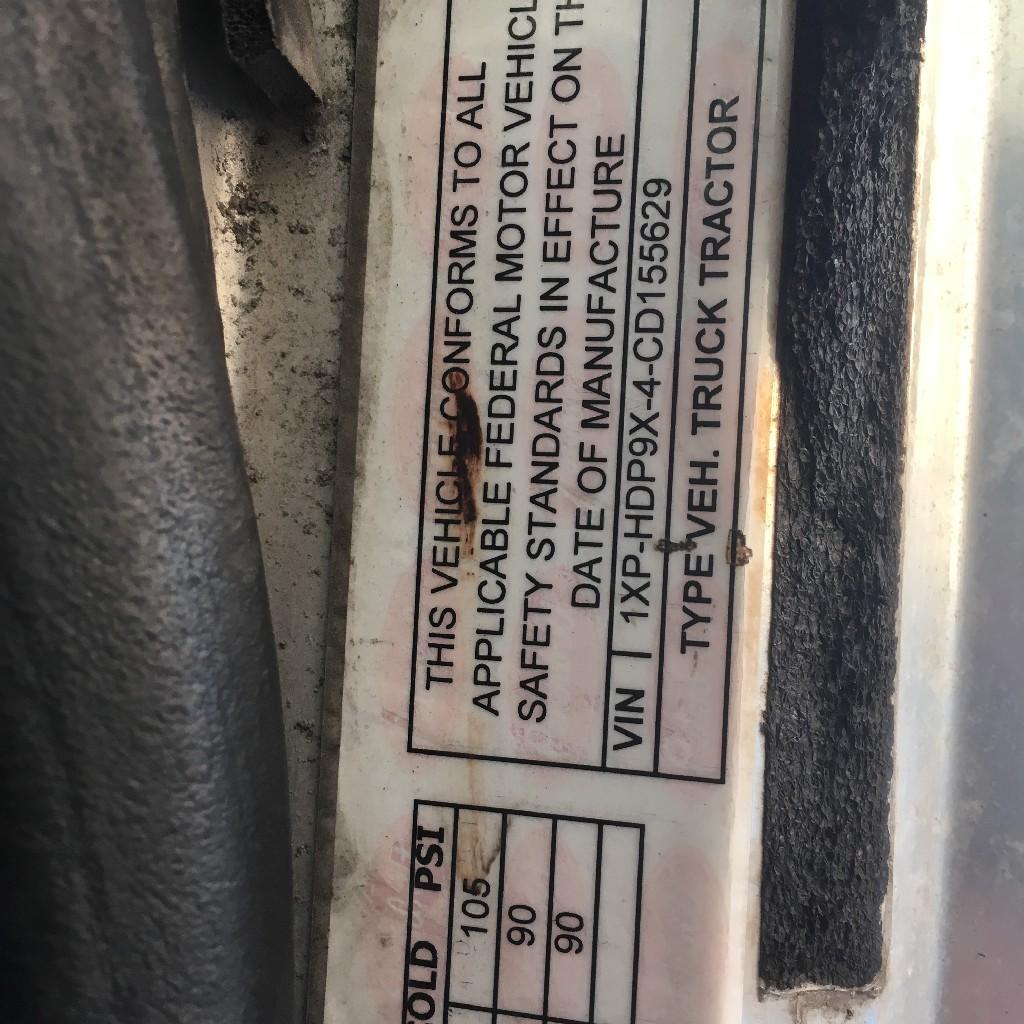 THIS VEHICLE CONFORMS TO ALL
APPLICABLE FEDERAL MOTOR VEHICL
SAFETY STANDARDS IN EFFECT ON TH
DATE OF MANUFACTURE
VIN 1XP-HDP9X-4-CD155629
TYPE VEH. TRUCK TRACTOR
OLD PSI
105
90
90